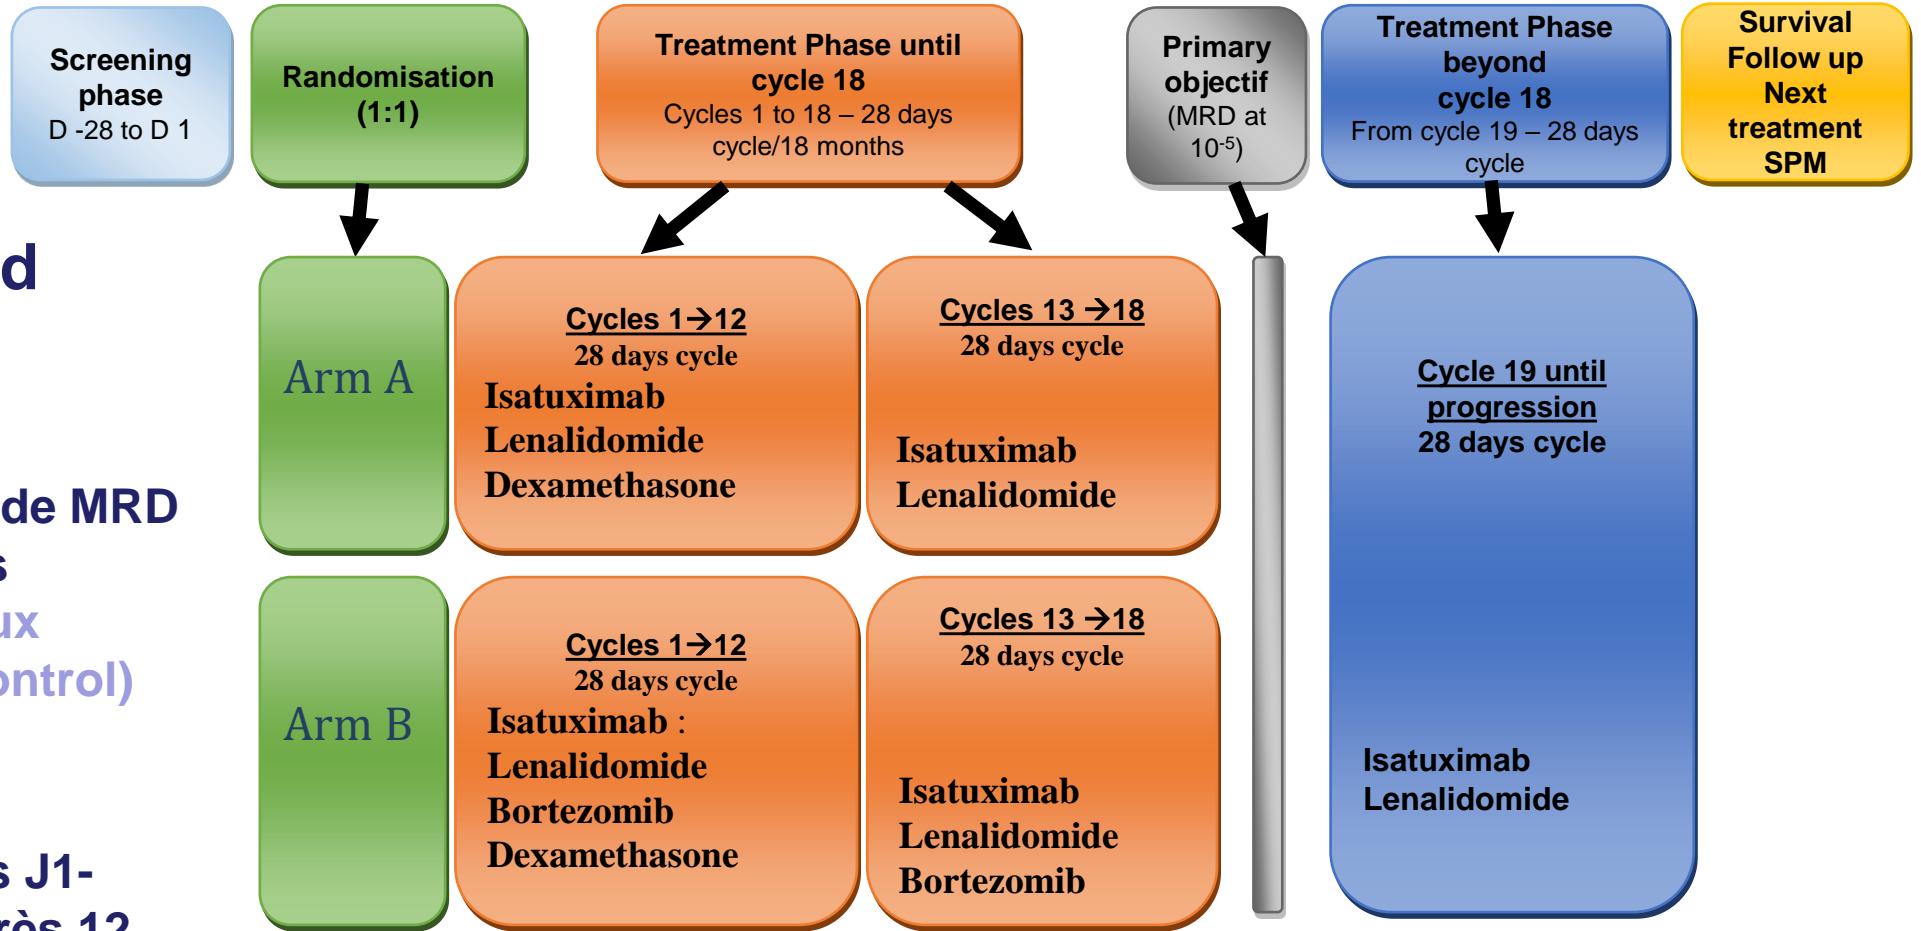 Screening
phase
D -28 to D 1
Randomisation
(1:1)
Treatment Phase until
cycle 18
Cycles 1 to 18 – 28 days
cycle/18 months
Primary
objectif
(MRD at
10-5)
Treatment Phase
beyond
cycle 18
From cycle 19 – 28 days
cycle
Survival
Follow up
Next
treatment
SPM
d
de MRD
s
ux
ontrol)
s J1-
rès 12
Arm A
Cycles 1→12
28 days cycle
Isatuximab
Lenalidomide
Dexamethasone
Cycles 13 →18
28 days cycle
Isatuximab
Lenalidomide
Arm B
Cycles 1→12
28 days cycle
Isatuximab :
Lenalidomide
Bortezomib
Dexamethasone
Cycles 13 →18
28 days cycle
Isatuximab
Lenalidomide
Bortezomib
Cycle 19 until
progression
28 days cycle
Isatuximab
Lenalidomide